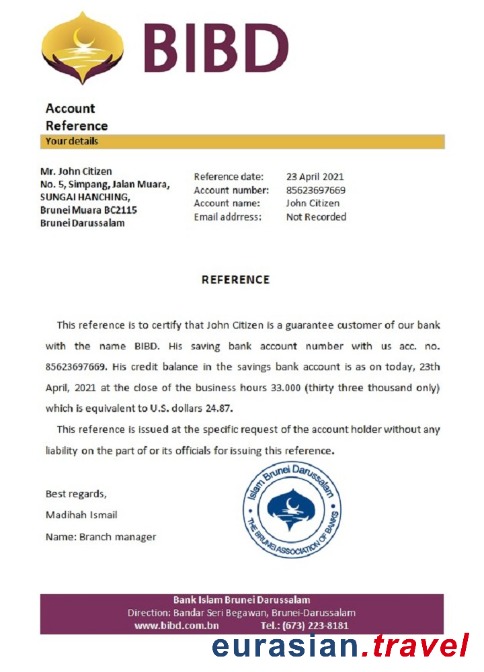 BIBD
Account
Reference
Your details
Mr. John Citizen
No. 5, Simpang, Jalan Muara,
SUNGAI HANCHING,
Brunei Muara BC2115
Brunei Darussalam
Reference date: 23 April 2021
Account number: 85623697669
Account name: John Citizen
Email addrress: Not Recorded
REFERENCE
This reference is to certify that John Citizen is a guarantee customer of our bank
with the name BIBD. His saving bank account number with us acc. no.
85623697669. His credit balance in the savings bank account is as on today, 23th
April, 2021 at the close of the business hours 33.000 (thirty three thousand only)
which is equivalent to U.S. dollars 24.87.
This reference is issued at the specific request of the account holder without any
liability on the part of or its officials for issuing this reference.
Best regards,
Madihah Ismail
Name: Branch manager
Islam Brunei Darussalam
THE BRUNEI ASSOCIATION OF BANKS
Bank Islam Brunei Darussalam
Direction: Bandar Seri Begawan, Brunei-Darussalam
www.bibd.com.bn Tel.: (673) 223-8181
eurasian.travel